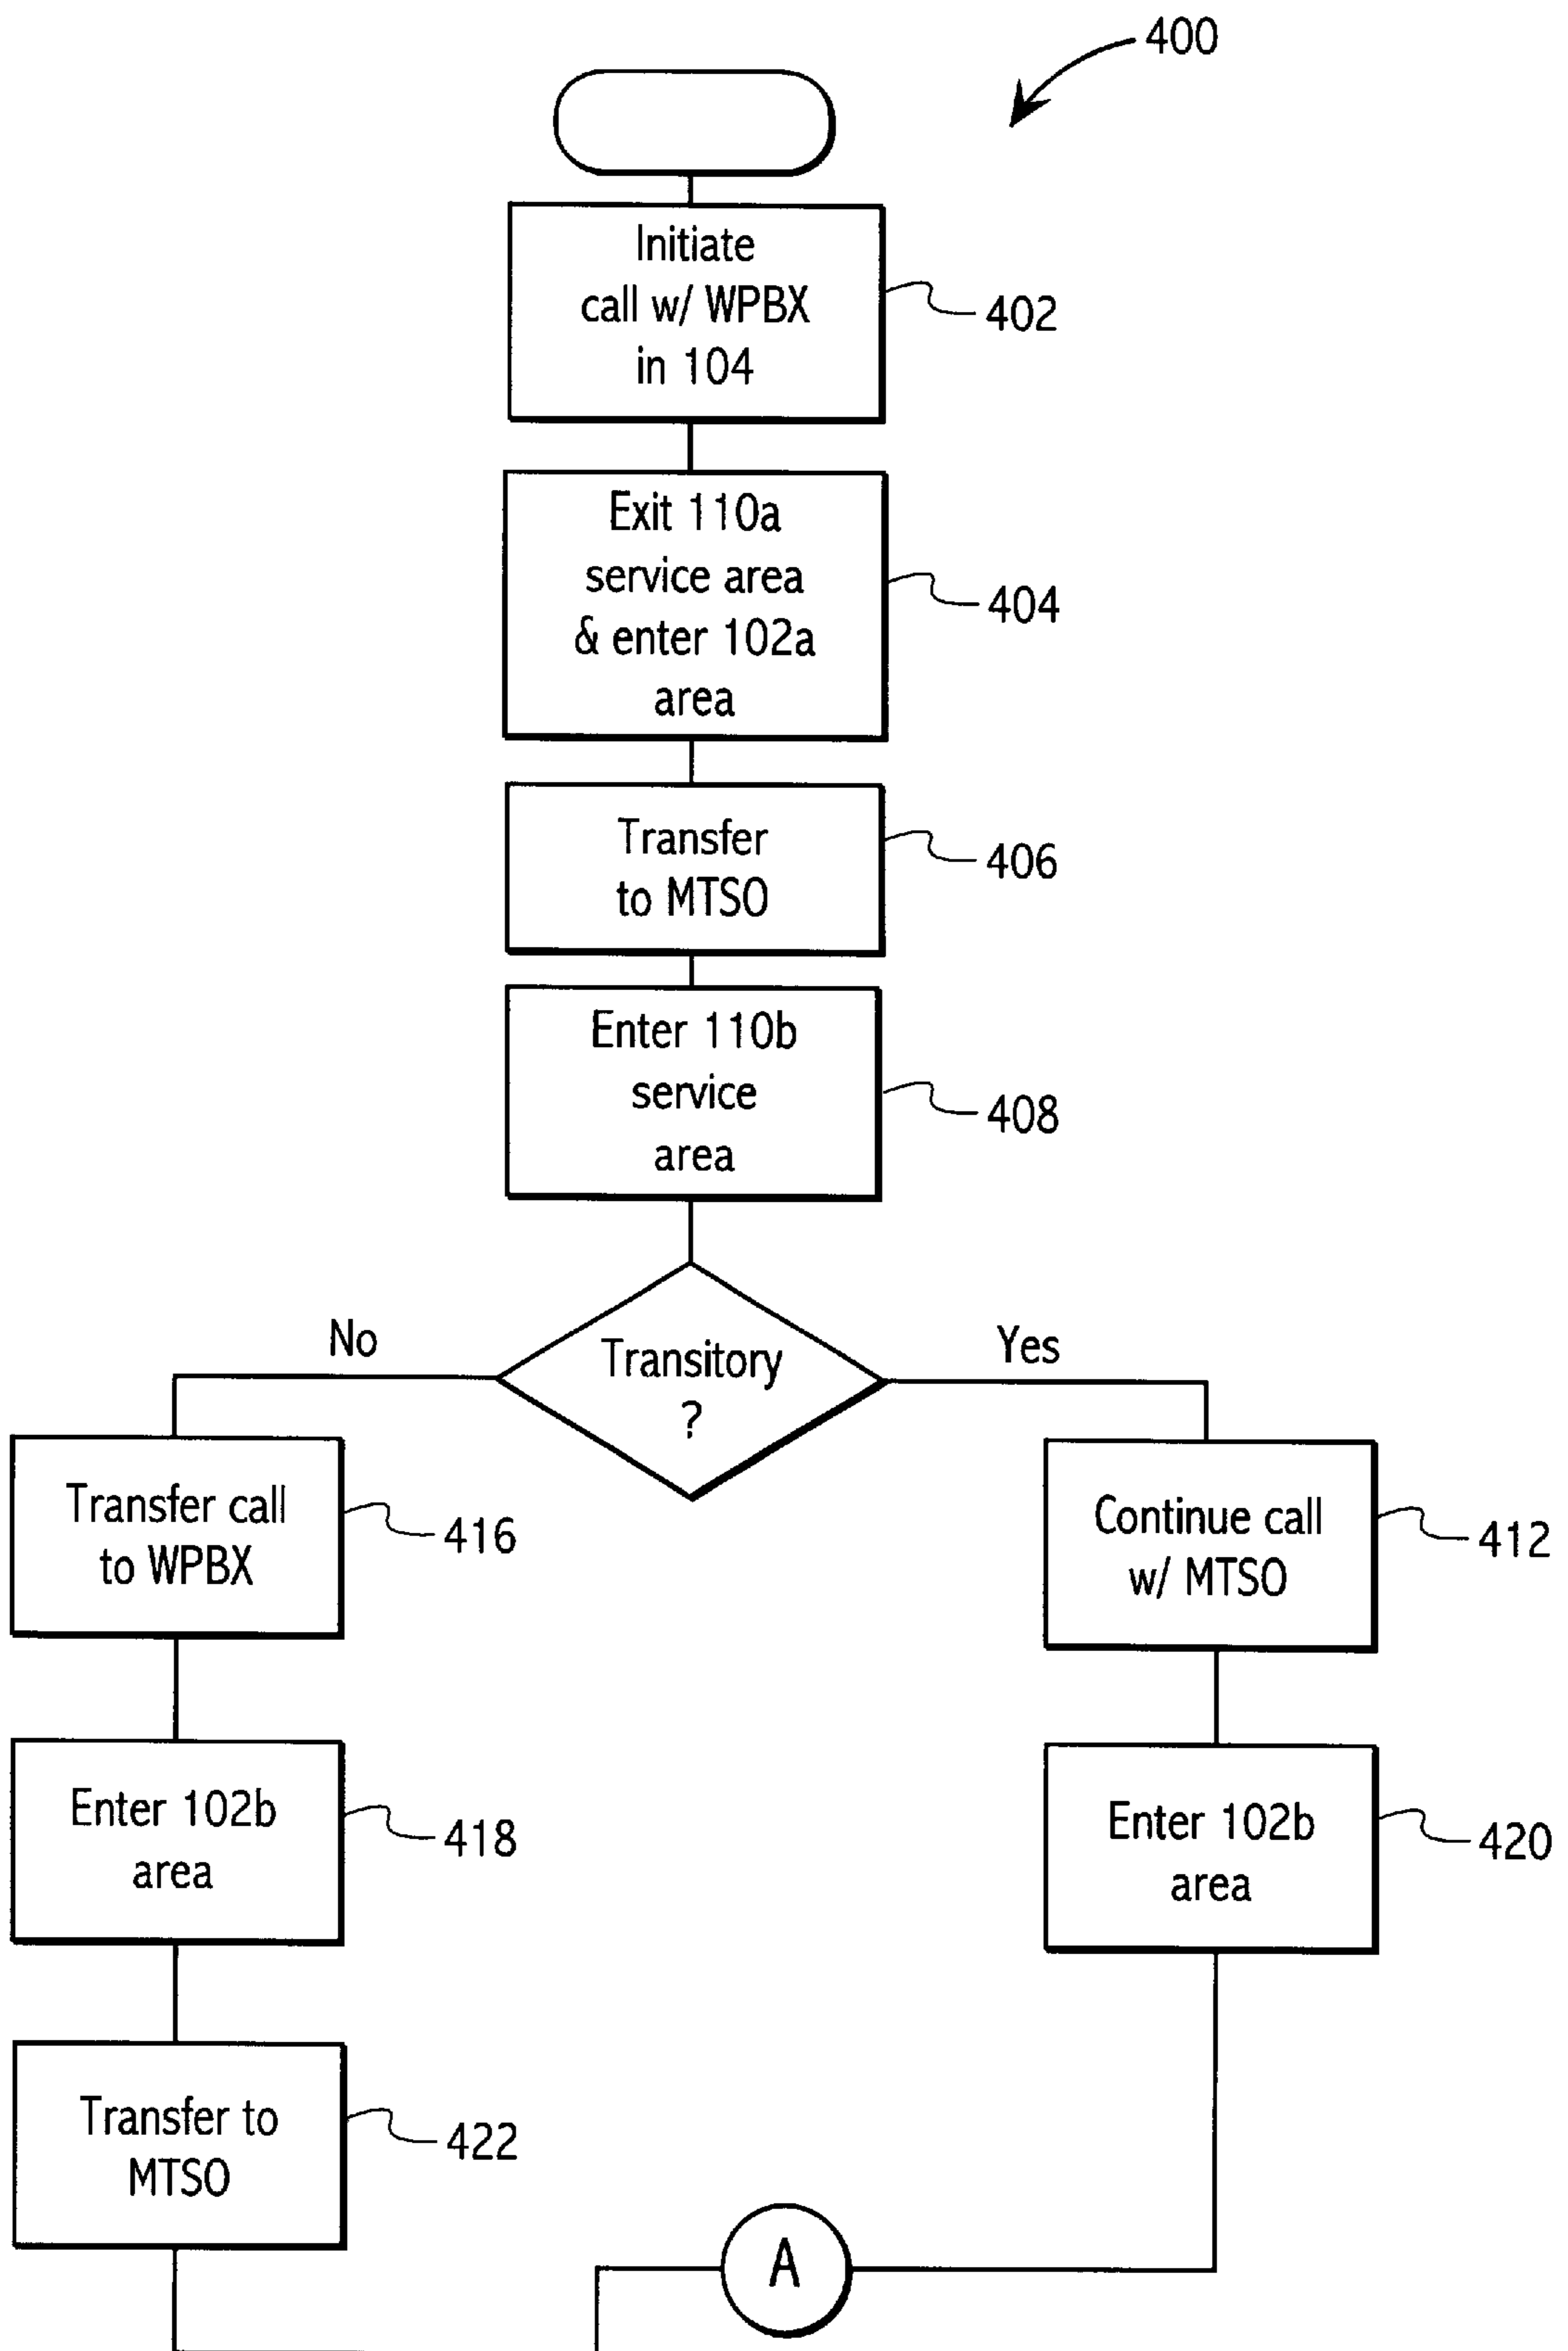 400
Initiate
call w/ WPBX
in 104
402
Exit 110a
service area
& enter 102a
area
404
Transfer
to MTSO
406
Enter 110b
service
area
408
Transitory
?
No
Yes
Transfer call
to WPBX
416
Continue call
w/ MTSO
412
Enter 102b
area
418
Enter 102b
area
420
Transfer to
MTSO
422
A